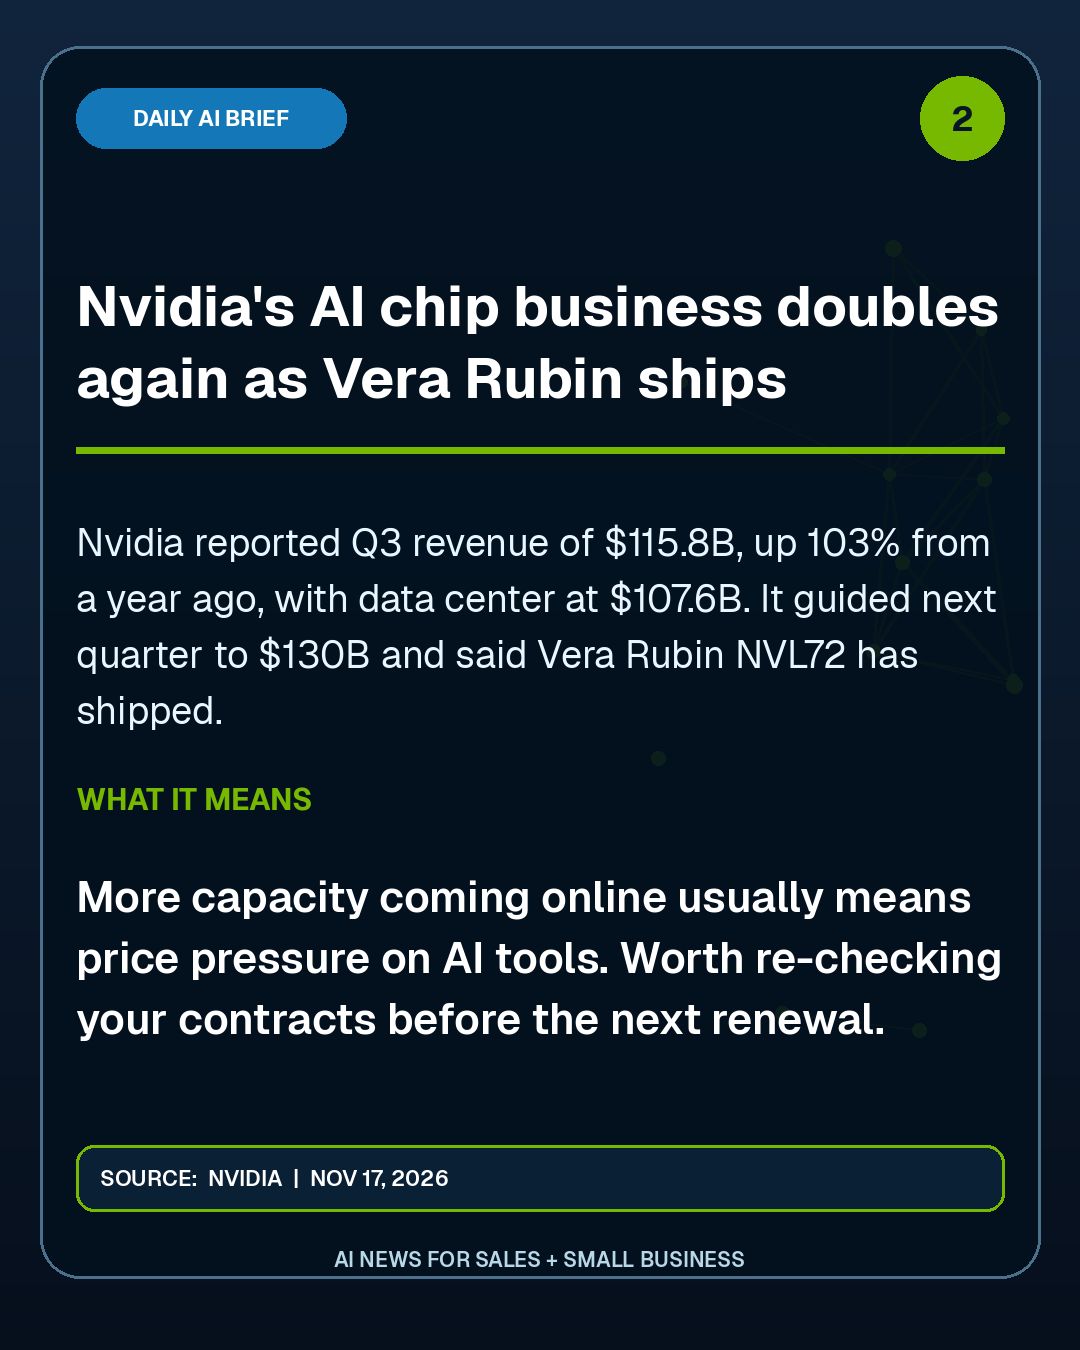 DAILY AI BRIEF
2
Nvidia's AI chip business doubles
again as Vera Rubin ships
Nvidia reported Q3 revenue of $115.8B, up 103% from
a year ago, with data center at $107.6B. It guided next
quarter to $130B and said Vera Rubin NVL72 has
shipped.
WHAT IT MEANS
More capacity coming online usually means
price pressure on AI tools. Worth re-checking
your contracts before the next renewal.
SOURCE: NVIDIA | NOV 17, 2026
AI NEWS FOR SALES + SMALL BUSINESS